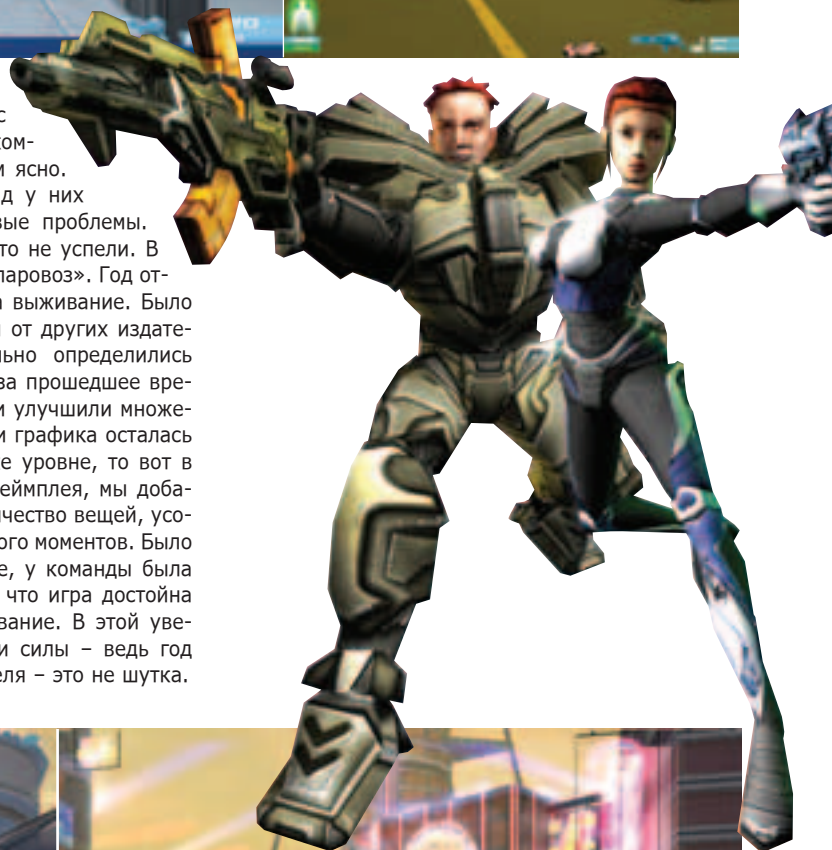 с
ком-
м ясно.
д у них
вые проблемы.
то не успели. В
паровоз». Год от-
а выживание. Было
от других издате-
льно определились
за прошедшее вре-
и улучшили множе-
и графика осталась
е уровне, то вот в
еймплея, мы доба-
чество вещей, усо-
ого моментов. Было
е, у команды была
что игра достойна
вание. В этой уве-
и силы – ведь год
еля – это не шутка.